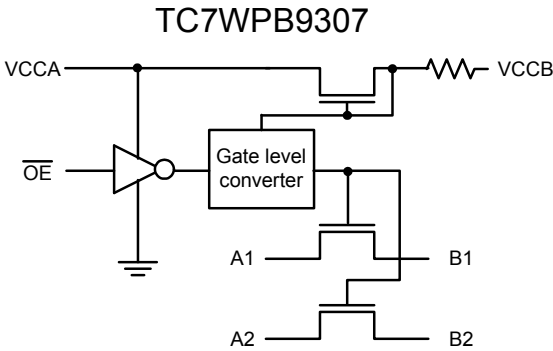 TC7WPB9307
VCCA
VCCB
OE
Gate level
converter
A1
B1
A2
B2